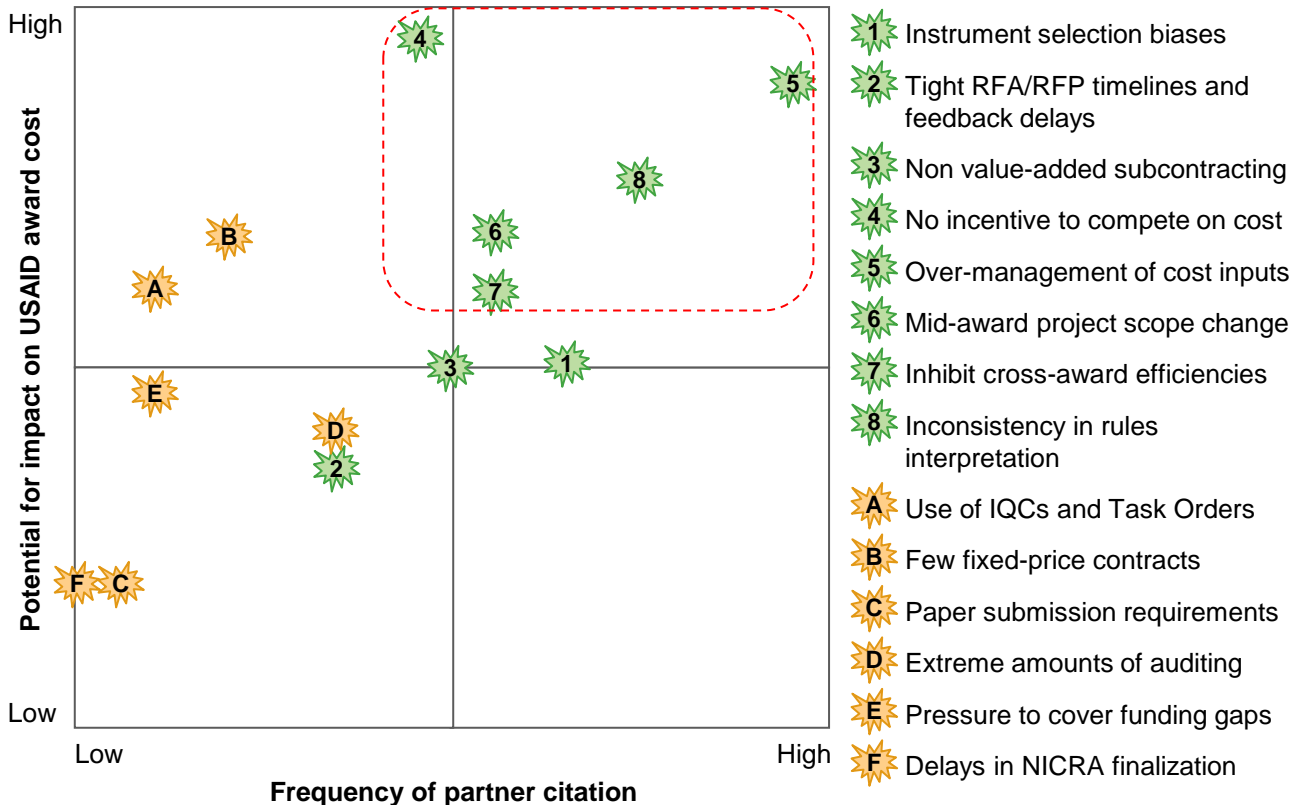 High
Potential for impact on USAID award cost
Low
Low
High
Frequency of partner citation
4
5
8
6
B
7
A
3
1
E
D
2
F
C
1 Instrument selection biases
2 Tight RFA/RFP timelines and
feedback delays
3 Non value-added subcontracting
4 No incentive to compete on cost
5 Over-management of cost inputs
6 Mid-award project scope change
7 Inhibit cross-award efficiencies
8 Inconsistency in rules
interpretation
A Use of IQCs and Task Orders
B Few fixed-price contracts
C Paper submission requirements
D Extreme amounts of auditing
E Pressure to cover funding gaps
F Delays in NICRA finalization